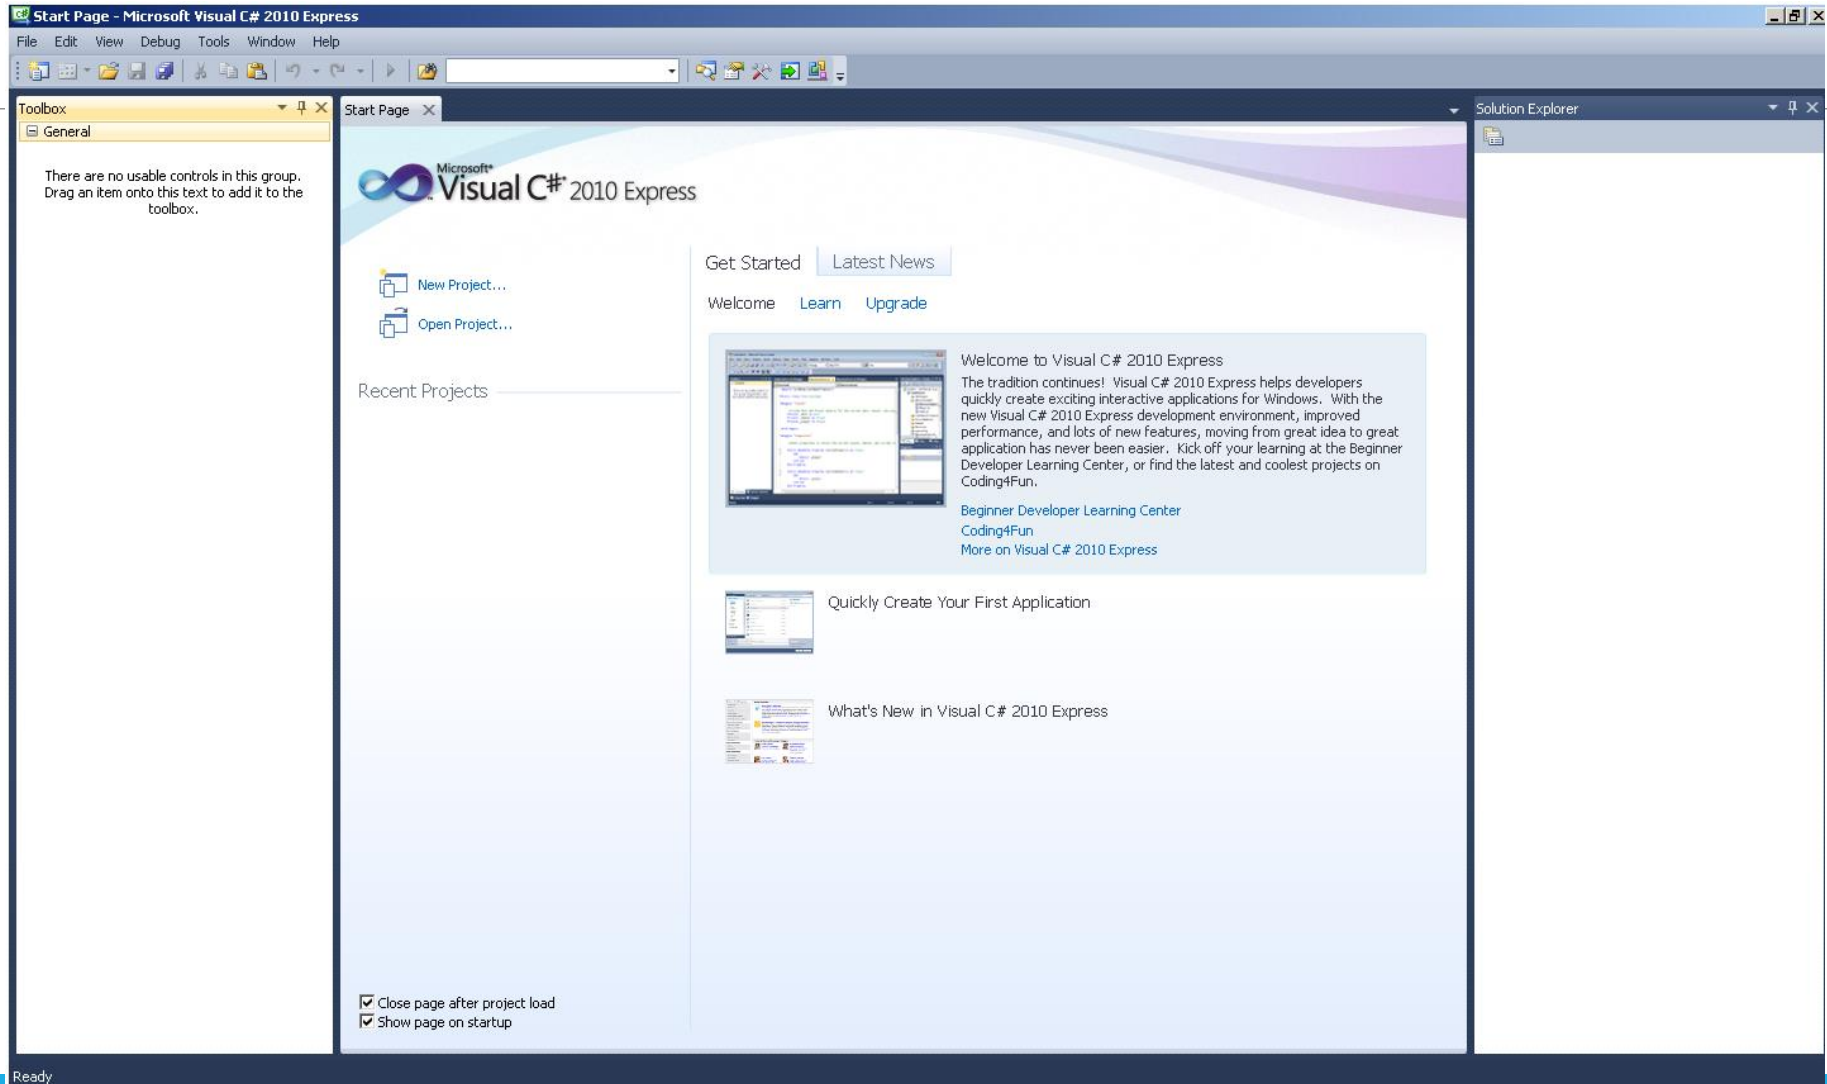 Start Page - Microsoft Visual C# 2010 Express
File Edit View Debug Tools Window Help
Toolbox
General
There are no usable controls in this group.
Drag an item onto this text to add it to the
toolbox.
Start Page
Microsoft
Visual C# 2010 Express
New Project...
Open Project...
Recent Projects
Close page after project load
Show page on startup
Get Started Latest News
Welcome Learn Upgrade
Welcome to Visual C# 2010 Express
The tradition continues! Visual C# 2010 Express helps developers
quickly create exciting interactive applications for Windows. With the
new Visual C# 2010 Express development environment, improved
performance, and lots of new features, moving from great idea to great
application has never been easier. Kick off your learning at the Beginner
Developer Learning Center, or find the latest and coolest projects on
Coding4Fun.
Beginner Developer Learning Center
Coding4Fun
More on Visual C# 2010 Express
Quickly Create Your First Application
What's New in Visual C# 2010 Express
Solution Explorer
Ready